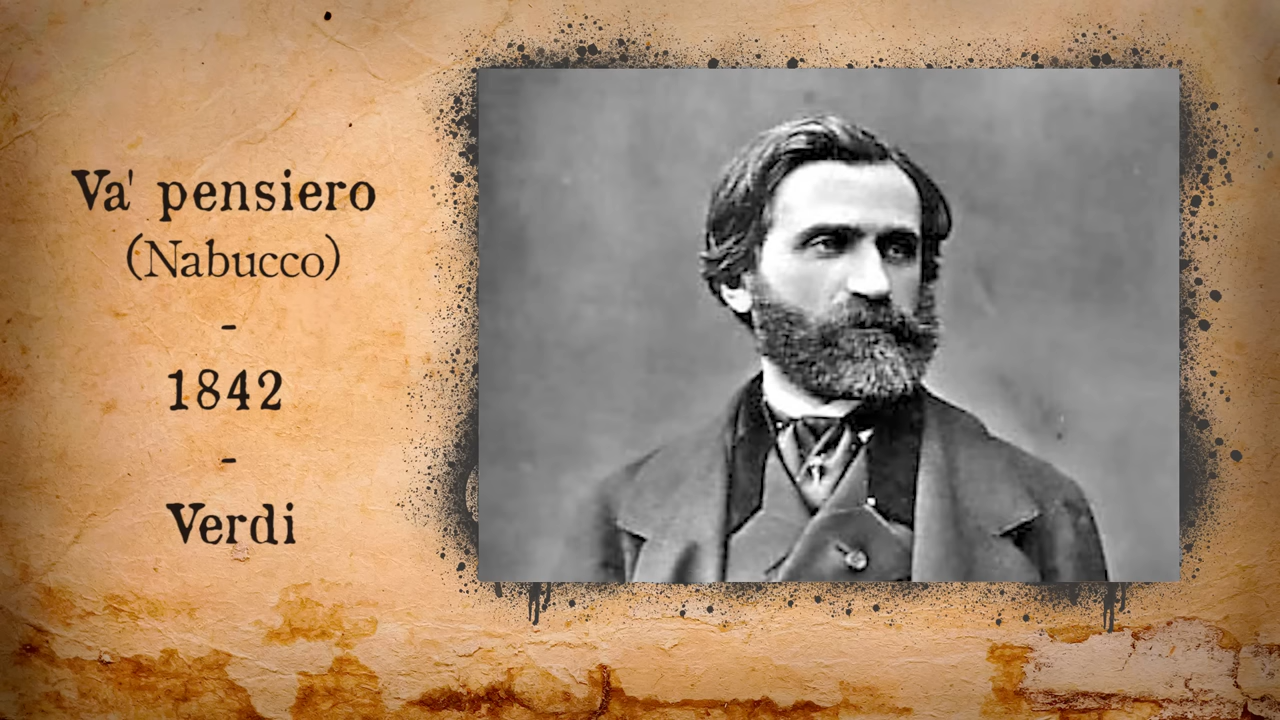 Va' pensiero
(Nabucco)
-
1842
-
Verdi